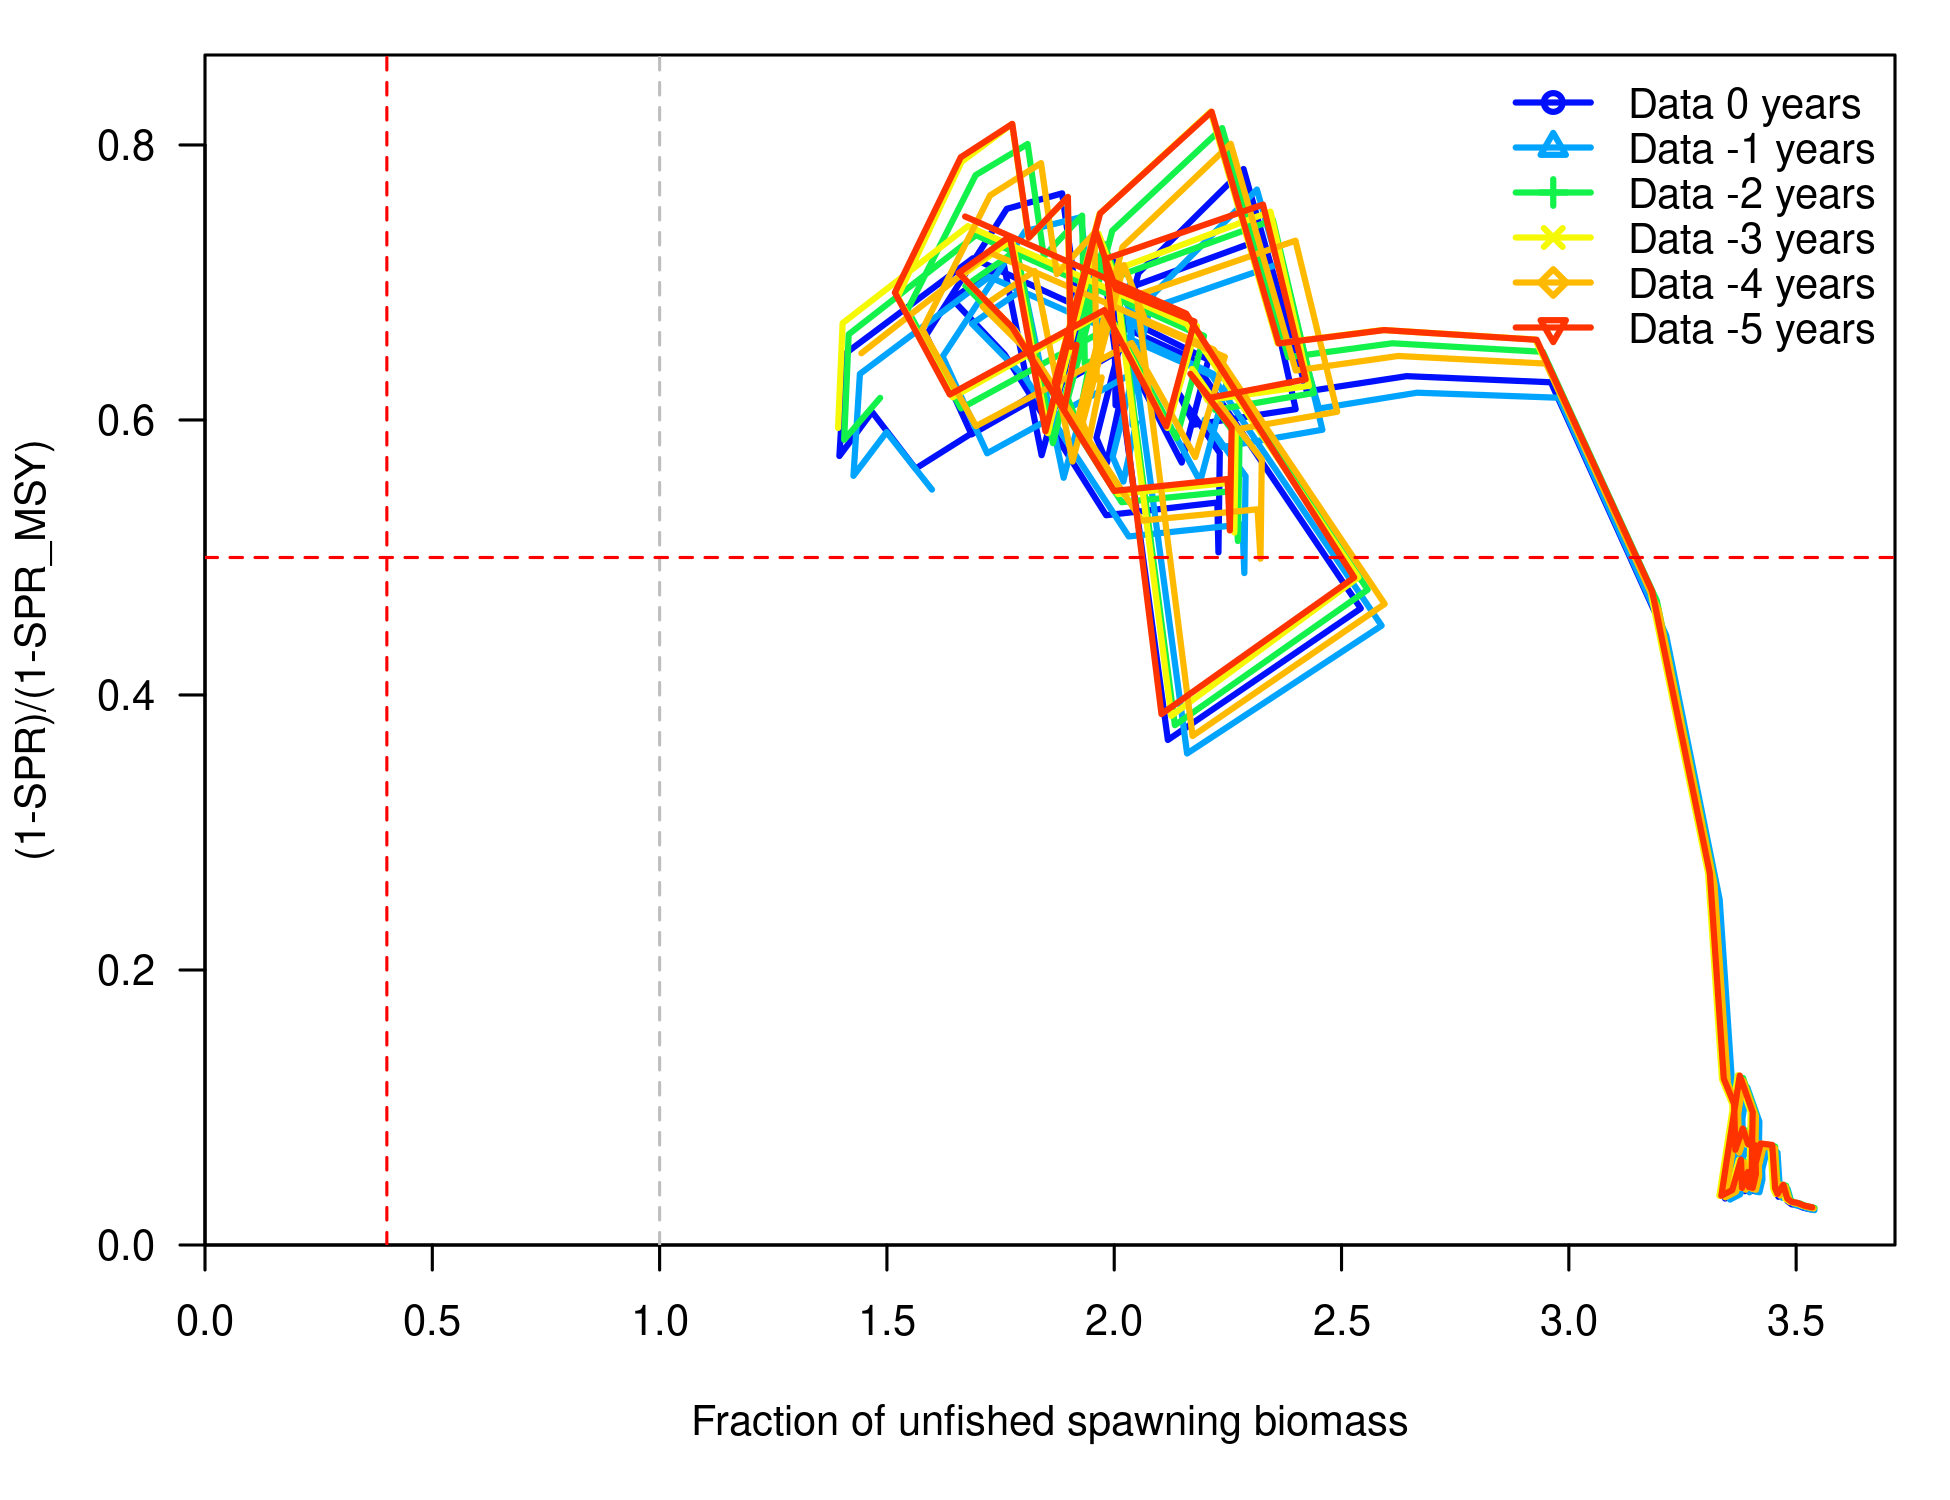 Data 0 years
Data -1 years
Data -2 years
Data -3 years
Data -4 years
Data -5 years
0.8
0.6
0.4
0.2
0.0
(1-SPR)/(1-SPR_MSY)
0.0 0.5 1.0 1.5 2.0 2.5 3.0 3.5
Fraction of unfished spawning biomass